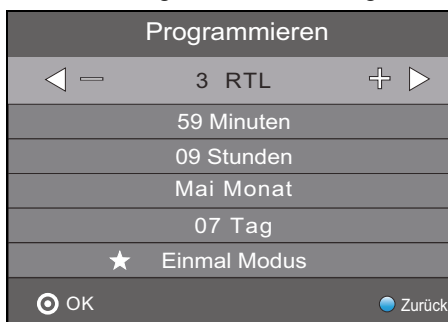 Programmieren
3 RTL
59 Minuten
09 Stunden
Mai Monat
07 Tag
Einmal Modus
OK Zurück